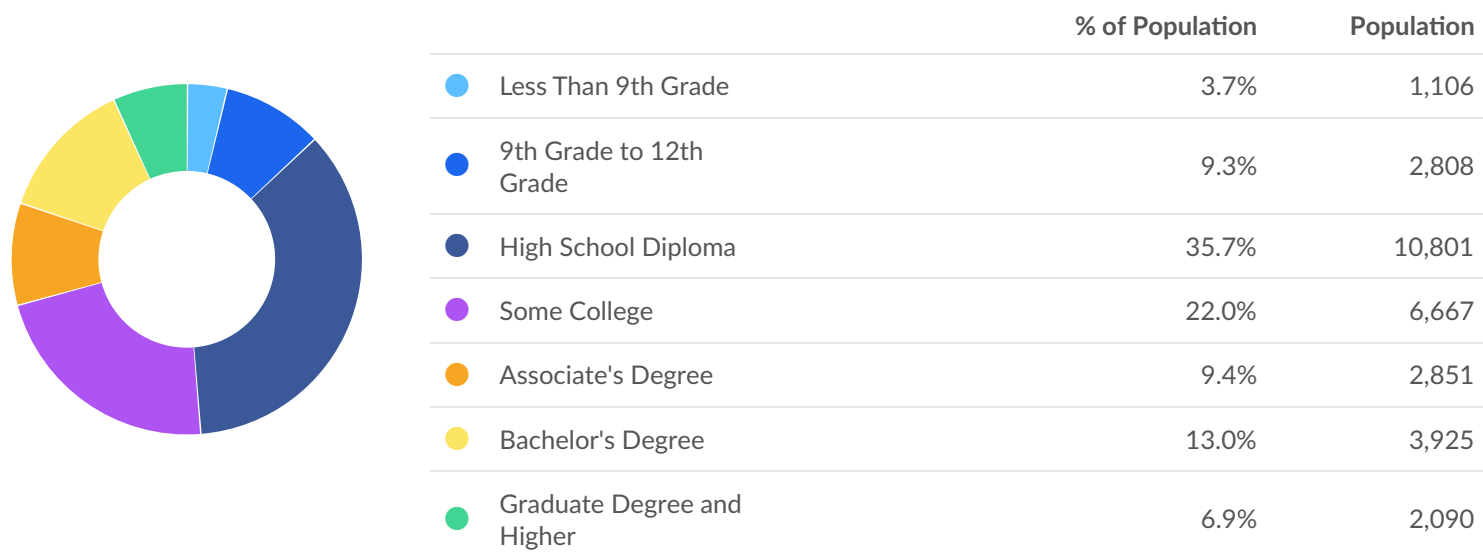 % of Population Population
Less Than 9th Grade 3.7% 1,106
9th Grade to 12th
Grade 9.3% 2,808
High School Diploma 35.7% 10,801
Some College 22.0% 6,667
Associate's Degree 9.4% 2,851
Bachelor's Degree 13.0% 3,925
Graduate Degree and
Higher 6.9% 2,090